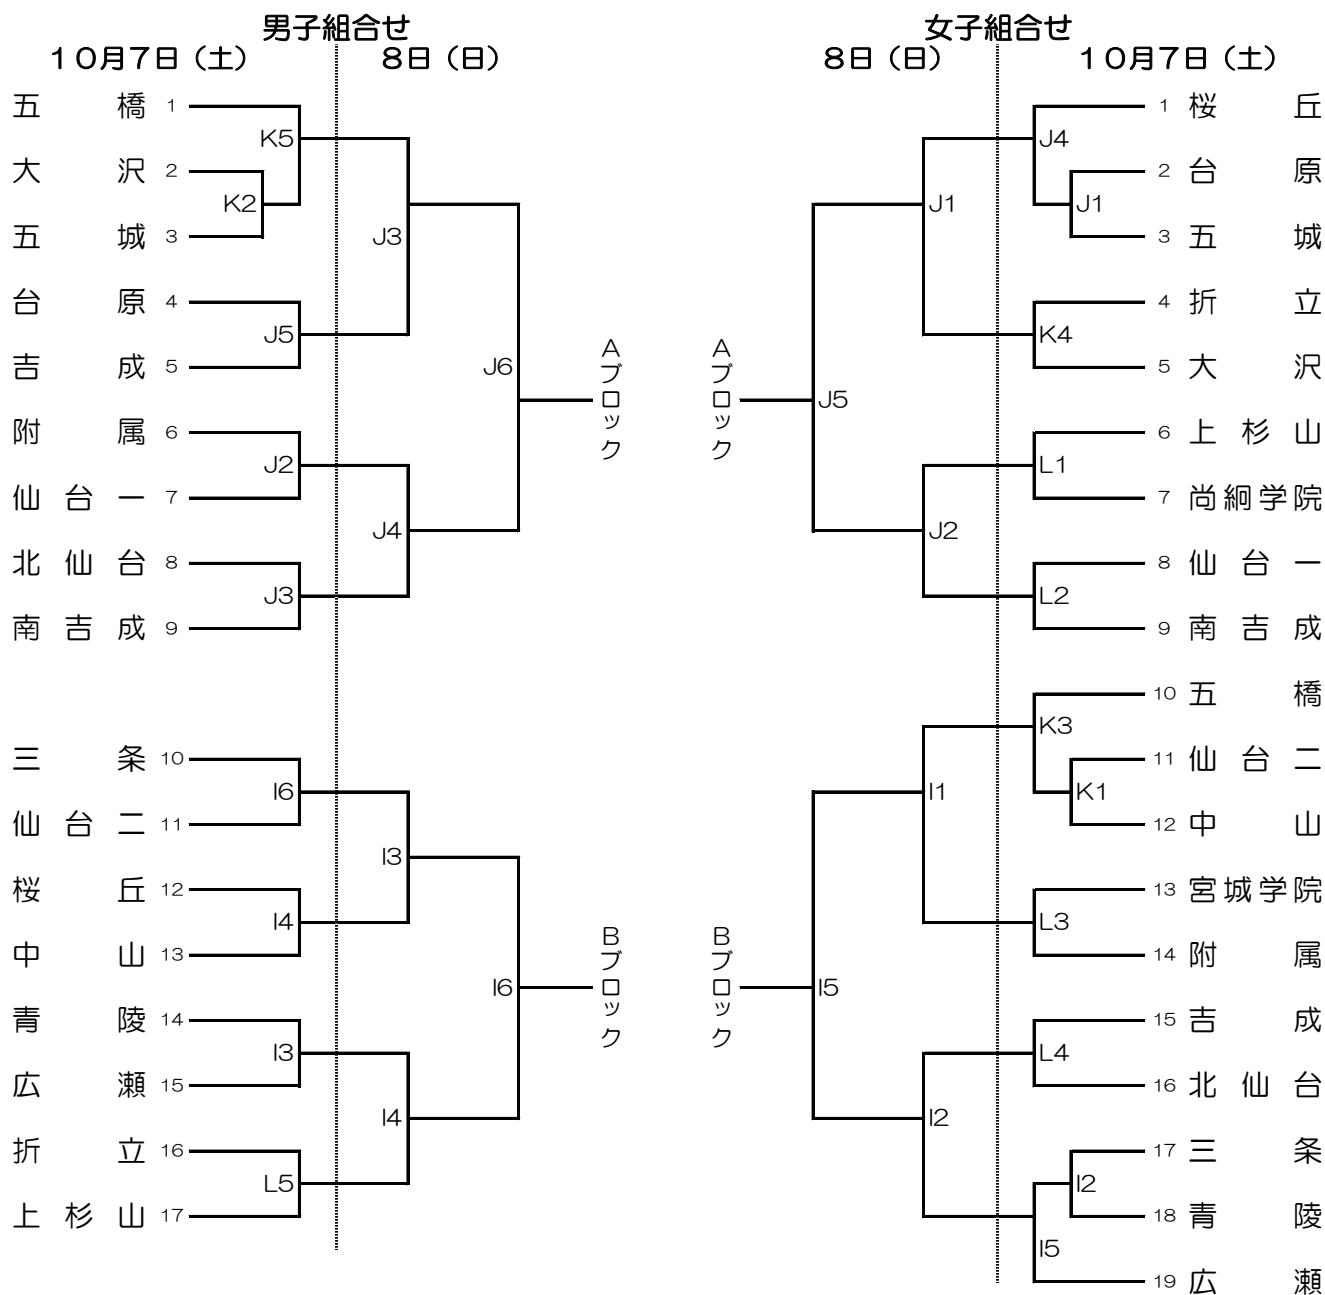 男子組合せ
10月7日（土） 8日（日）
五橋 1
K5
大沢 2
K2
五城 3
J3
台原 4
J5
吉成 5
J6
附属 6
J2
仙台一 7
J4
北仙台 8
J3
南吉成 9
Aブロック
三条 10
I6
仙台二 11
I3
桜丘 12
I4
中山 13
I6
青陵 14
I3
広瀬 15
I4
折立 16
L5
上杉山 17
Bブロック
女子組合せ
8日（日） 10月7日（土）
1 桜丘
J4
2 台原
J1
J1
3 五城
4 折立
K4
5 大沢
J5
6 上杉山
L1
7 尚絅学院
J2
8 仙台一
L2
9 南吉成
Aブロック
10 五橋
K3
11 仙台二
I1
K1
12 中山
13 宮城学院
L3
14 附属
I5
15 吉成
L4
16 北仙台
I2
17 三条
I2
18 青陵
I5
19 広瀬
Bブロック